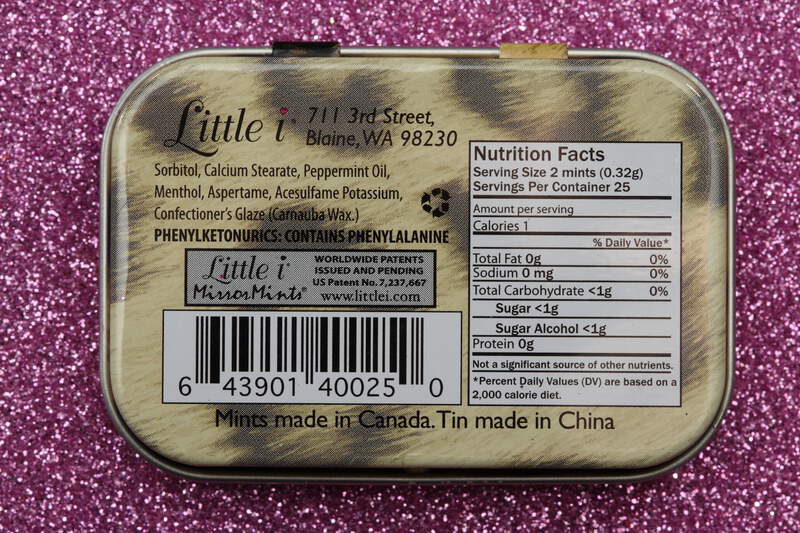 Little i 711 3rd Street,
Blaine, WA 98230
Sorbitol, Calcium Stearate, Peppermint Oil,
Menthol, Aspertame, Acesulfame Potassium,
Confectioner's Glaze (Carnauba Wax.)
PHENYLKETONURICS: CONTAINS PHENYLALANINE
Little i®
MirrorMints®
WORLDWIDE PATENTS
ISSUED AND PENDING
US Patent No. 7,237,667
www.littlei.com
6 43901 40025 0
Nutrition Facts
Serving Size 2 mints (0.32g)
Servings Per Container 25
Amount per serving
Calories 1
% Daily Value*
Total Fat 0g 0%
Sodium 0 mg 0%
Total Carbohydrate <1g 0%
Sugar <1g
Sugar Alcohol <1g
Protein 0g
Not a significant source of other nutrients.
*Percent Daily Values (DV) are based on a
2,000 calorie diet.
Mints made in Canada. Tin made in China